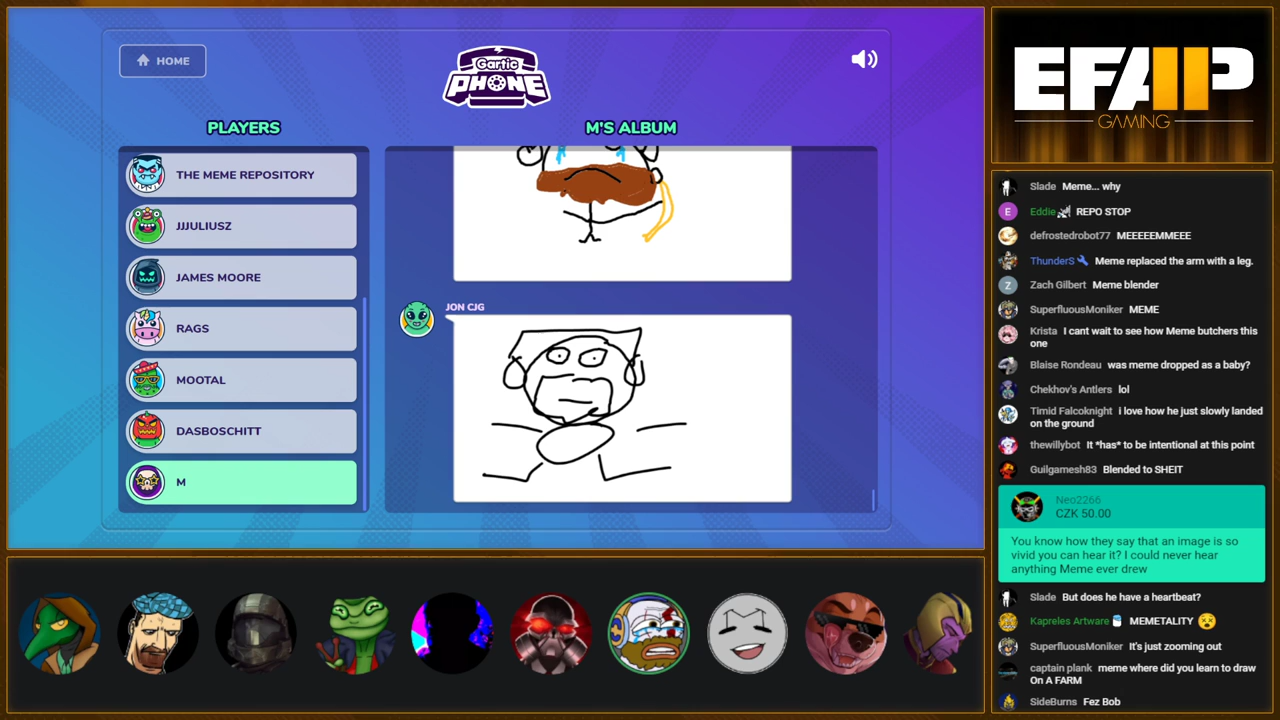 HOME
Gartic
PHONE
PLAYERS
M'S ALBUM
THE MEME REPOSITORY
JJJULIUSZ
JAMES MOORE
RAGS
MOOTAL
DASBOSCHITT
M
JON CJG
EFAP
GAMING
Slade Meme... why
Eddie REPO STOP
defrostedrobot77 MEEEEEMMEEE
ThunderS Meme replaced the arm with a leg.
Z
Zach Gilbert Meme blender
SuperfluousMoniker MEME
Krista I cant wait to see how Meme butchers this
one
Blaise Rondeau was meme dropped as a baby?
Chekhov's Antlers lol
Timid Falcoknight i love how he just slowly landed
on the ground
thewillybot It *has* to be intentional at this point
Guilgamesh83 Blended to SHEIT
Neo2266
CZK 50.00
You know how they say that an image is so
vivid you can hear it? I could never hear
anything Meme ever drew
Slade But does he have a heartbeat?
Kapreles Artware MEMETALITY
SuperfluousMoniker It's just zooming out
captain plank meme where did you learn to draw
On A FARM
SideBurns Fez Bob